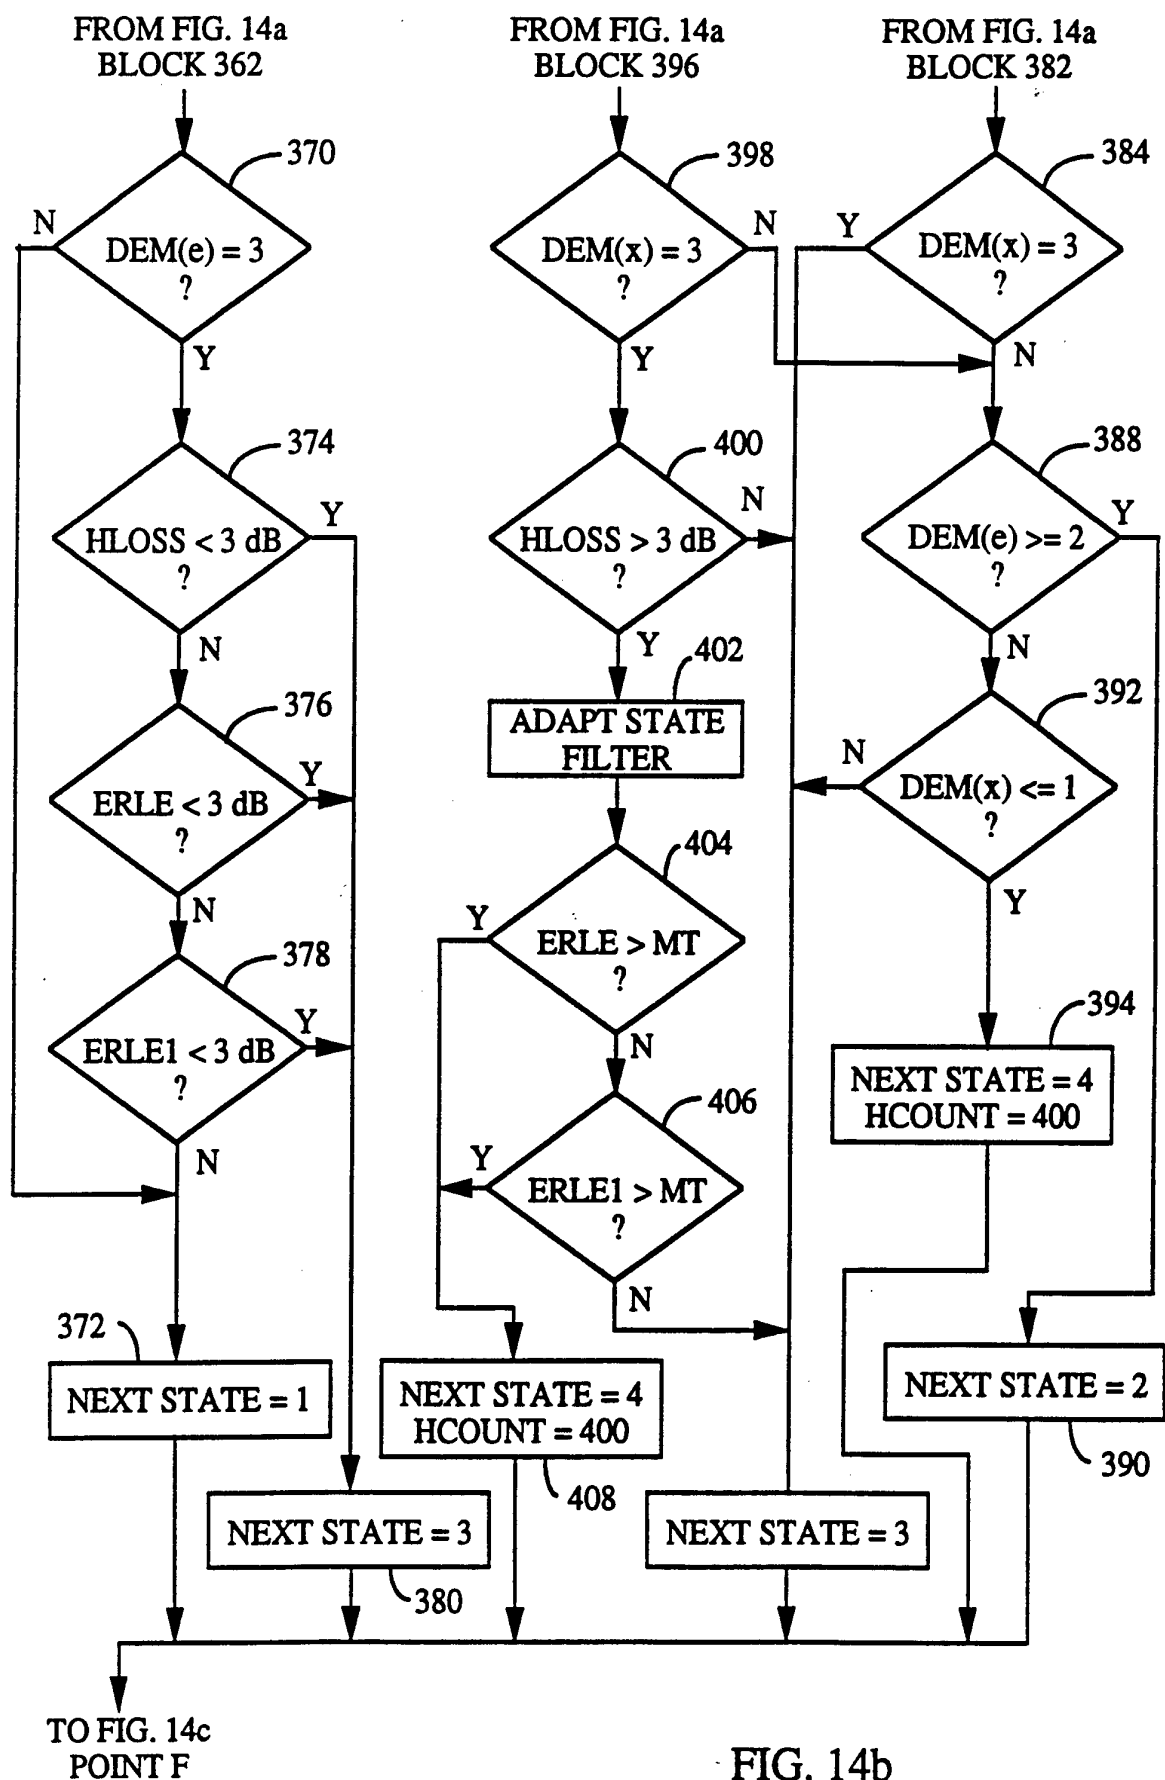 FROM FIG. 14a
BLOCK 362
FROM FIG. 14a
BLOCK 396
FROM FIG. 14a
BLOCK 382
370
N
DEM(e) = 3
?
Y
374
HLOSS < 3 dB
?
Y
N
376
ERLE < 3 dB
?
Y
N
378
ERLE1 < 3 dB
?
Y
N
372
NEXT STATE = 1
NEXT STATE = 3
380
398
DEM(x) = 3
?
N
Y
400
HLOSS > 3 dB
?
N
Y
402
ADAPT STATE
FILTER
404
Y
ERLE > MT
?
N
406
Y
ERLE1 > MT
?
N
NEXT STATE = 4
HCOUNT = 400
408
NEXT STATE = 3
384
Y
DEM(x) = 3
?
N
388
DEM(e) >= 2
?
Y
N
392
N
DEM(x) <= 1
?
Y
394
NEXT STATE = 4
HCOUNT = 400
NEXT STATE = 2
390
TO FIG. 14c
POINT F
FIG. 14b